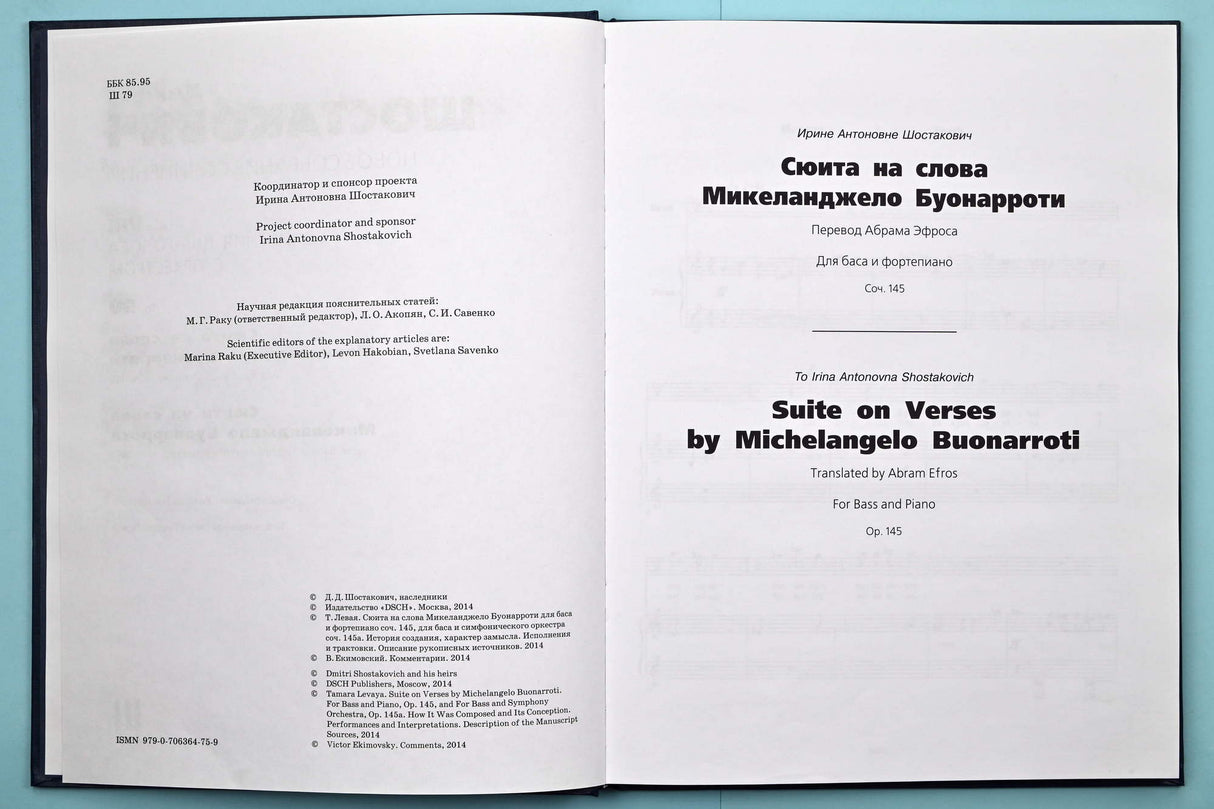 ББК 85.95
Ш 79
Координатор и спонсор проекта
Ирина Антоновна Шостакович
Project coordinator and sponsor
Irina Antonovna Shostakovich
Научная редакция пояснительных статей:
М. Г. Раку (ответственный редактор), Л. О. Акопян, С. И. Савенко
Scientific editors of the explanatory articles are:
Marina Raku (Executive Editor), Levon Hakobian, Svetlana Savenko
© Д. Д. Шостакович, наследники
© Издательство «DSCH». Москва, 2014
© Т. Левая. Сюита на слова Микеланджело Буонарроти для баса
и фортепиано соч. 145, для баса и симфонического оркестра
соч. 145а. История создания, характер замысла. Исполнения
и трактовки. Описание рукописных источников. 2014
© В. Екимовский. Комментарии. 2014
© Dmitri Shostakovich and his heirs
© DSCH Publishers, Moscow, 2014
© Tamara Levaya. Suite on Verses by Michelangelo Buonarroti.
For Bass and Piano, Op. 145, and For Bass and Symphony
Orchestra, Op. 145a. How It Was Composed and Its Conception.
Performances and Interpretations. Description of the Manuscript
Sources, 2014
© Victor Ekimovsky. Comments, 2014
ISMN 979-0-706364-75-9
Ирине Антоновне Шостакович
Сюита на слова
Микеланджело Буонарроти
Перевод Абрама Эфроса
Для баса и фортепиано
Соч. 145
To Irina Antonovna Shostakovich
Suite on Verses
by Michelangelo Buonarroti
Translated by Abram Efros
For Bass and Piano
Op. 145